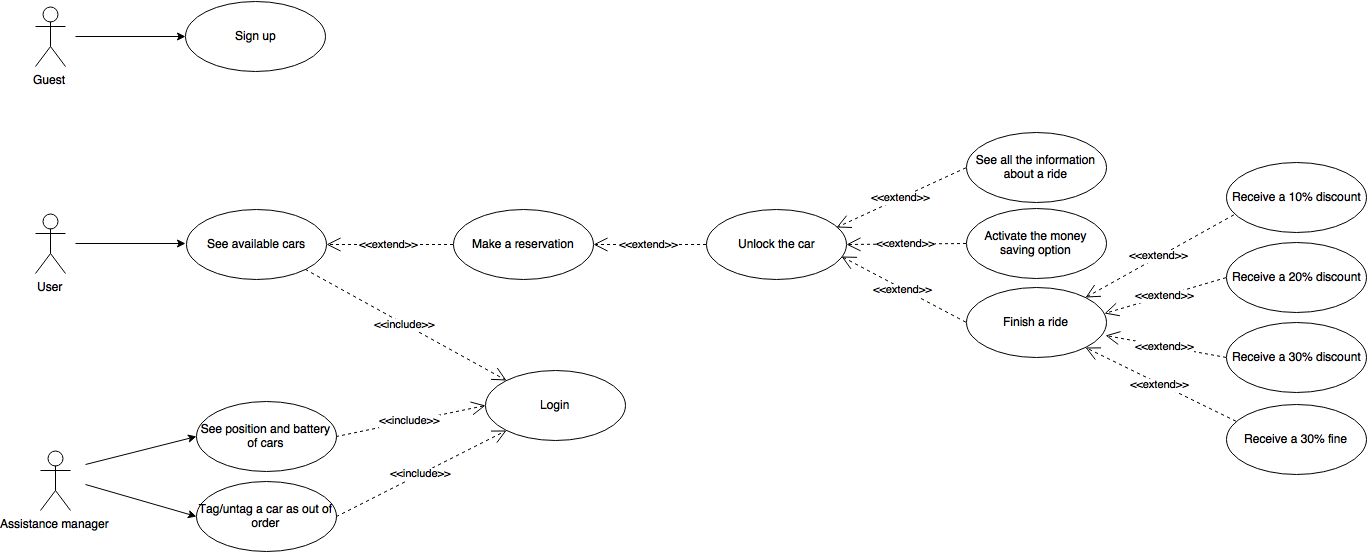 Sign up
Guest
See all the information
about a ride
Receive a 10% discount
<<extend>>
User
See available cars
<<extend>>
Make a reservation
<<extend>>
Unlock the car
<<extend>>
Activate the money
saving option
<<extend>>
Receive a 20% discount
<<extend>>
<<extend>>
Finish a ride
<<include>>
<<extend>>
Receive a 30% discount
<<extend>>
Login
See position and battery
of cars
<<include>>
Receive a 30% fine
<<include>>
Tag/untag a car as out of
order
Assistance manager